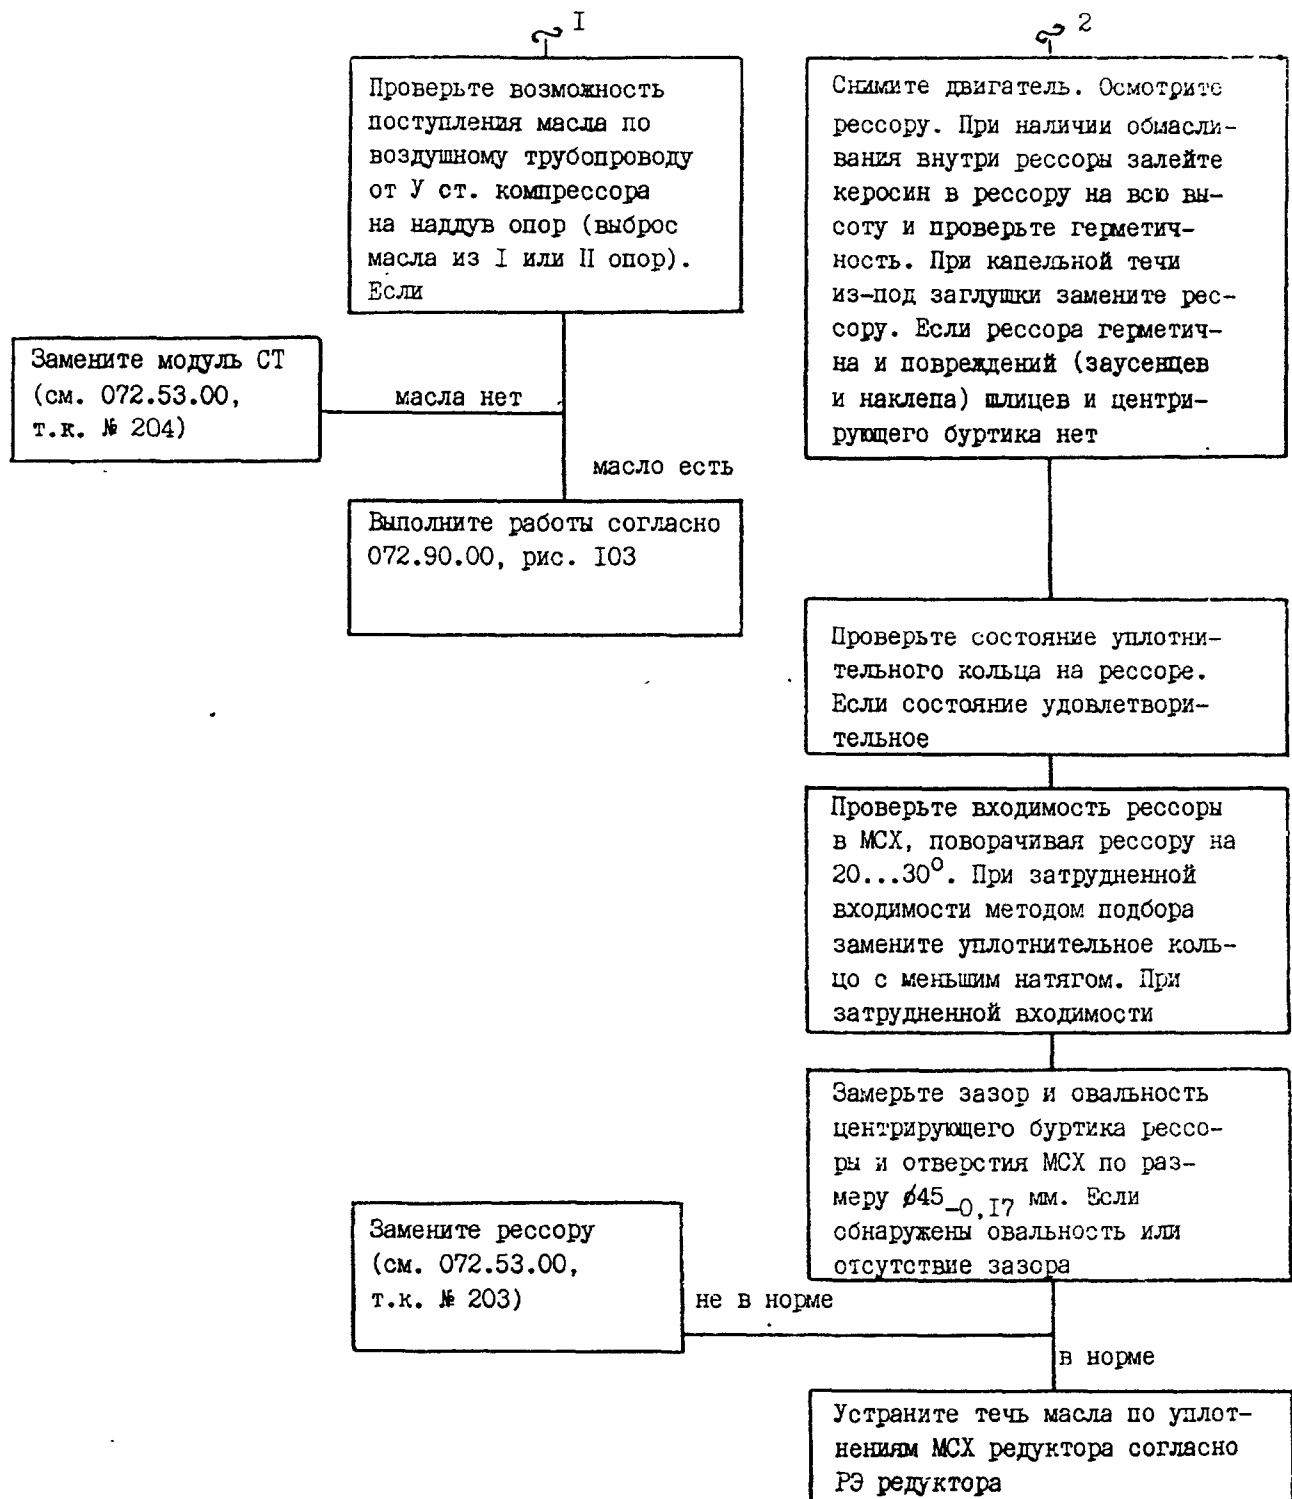 I
Проверьте возможность
поступления масла по
воздушному трубопроводу
от У ст. компрессора
на наддув опор (выброс
масла из I или II опор).
Если
Замените модуль СТ
(см. 072.53.00,
т.к. № 204)
масла нет
масло есть
Выполните работы согласно
072.90.00, рис. I03
2
Снимите двигатель. Осмотрите
рессору. При наличии обмасли-
вания внутри рессоры залейте
керосин в рессору на всю вы-
соту и проверьте герметич-
ность. При капельной течи
из-под заглушки замените рес-
сору. Если рессора герметич-
на и повреждений (заусенцев
и наклепа) шлицев и центри-
рующего буртика нет
Проверьте состояние уплотни-
тельного кольца на рессоре.
Если состояние удовлетвори-
тельное
Проверьте входимость рессоры
в МСХ, поворачивая рессору на
20...30°. При затрудненной
входимости методом подбора
замените уплотнительное коль-
цо с меньшим натягом. При
затрудненной входимости
Замерьте зазор и овальность
центрирующего буртика рессо-
ры и отверстия МСХ по раз-
меру ⌀45₋₀,I7 мм. Если
обнаружены овальность или
отсутствие зазора
Замените рессору
(см. 072.53.00,
т.к. № 203)
не в норме
в норме
Устраните течь масла по уплот-
нениям МСХ редуктора согласно
РЭ редуктора